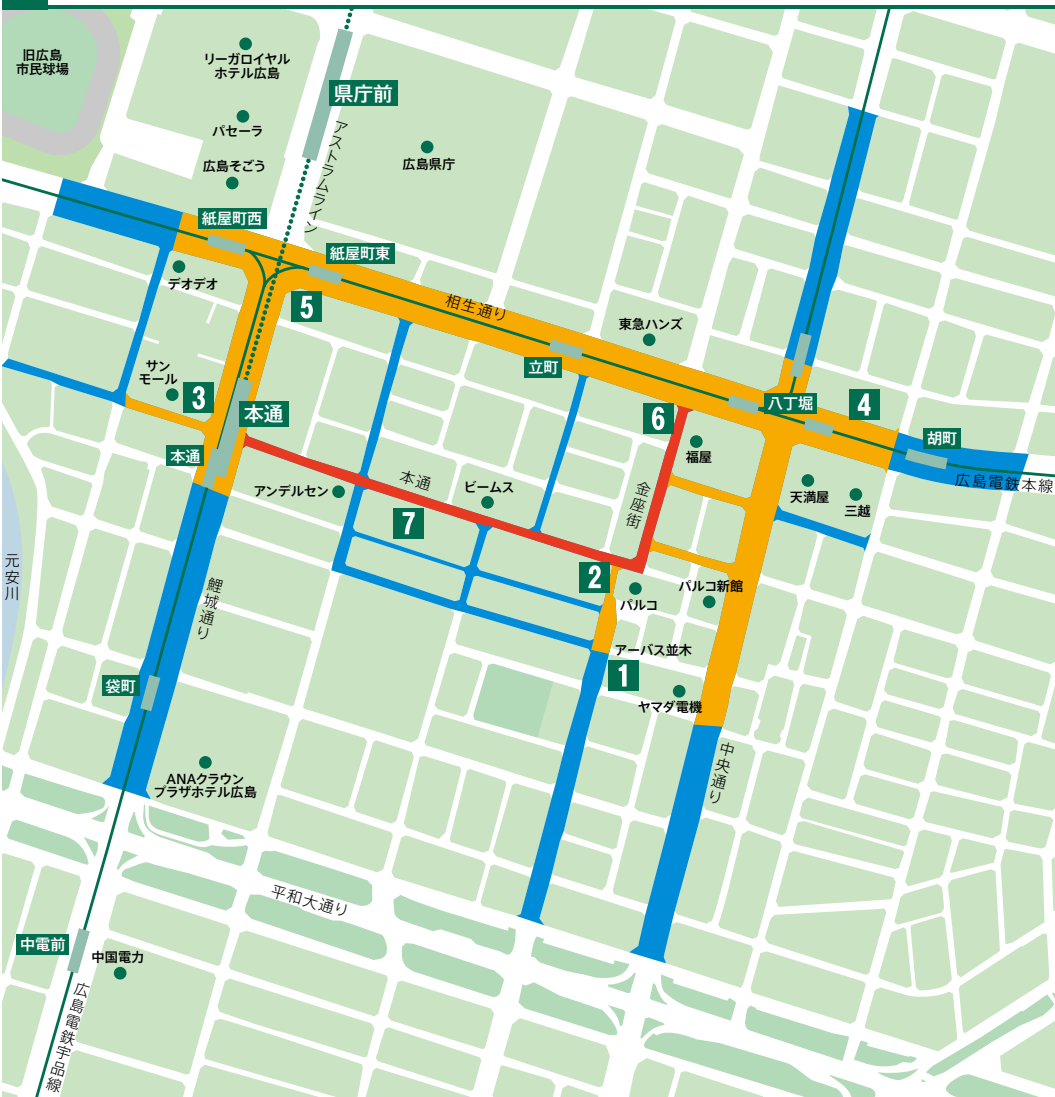 旧広島
市民球場
リーガロイヤル
ホテル広島
県庁前
パセーラ
アストラムライン
広島県庁
広島そごう
紙屋町西
紙屋町東
デオデオ
5
相生通り
東急ハンズ
立町
サン
モール
3
本通
本通
6
八丁堀
4
福屋
胡町
広島電鉄本線
天満屋
三越
アンデルセン
本通
ビームス
金座街
7
元安川
2
パルコ
パルコ新館
鯉城通り
アーバス並木
1
ヤマダ電機
袋町
中央通り
ANAクラウン
プラザホテル広島
平和大通り
中電前
中国電力
広島電鉄宇品線